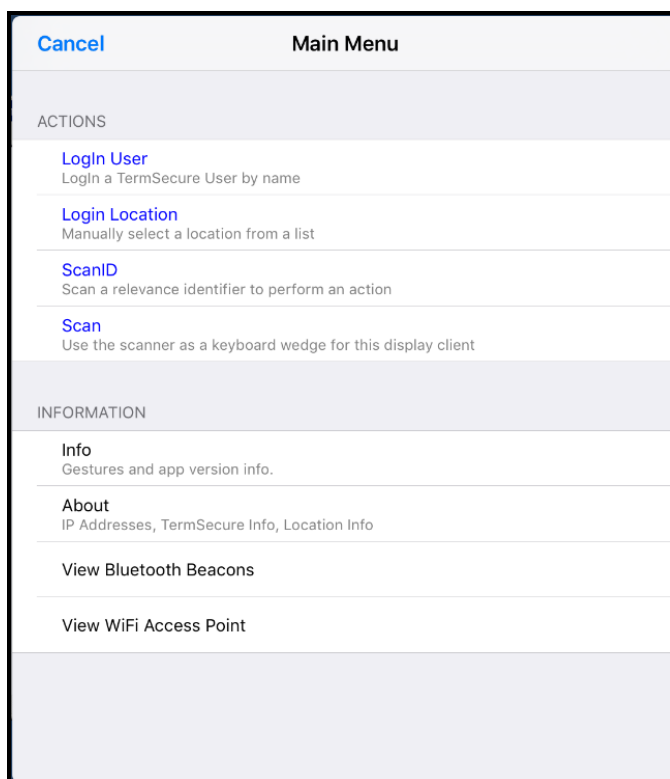 Cancel Main Menu
ACTIONS
LogIn User
LogIn a TermSecure User by name
Login Location
Manually select a location from a list
ScanID
Scan a relevance identifier to perform an action
Scan
Use the scanner as a keyboard wedge for this display client
INFORMATION
Info
Gestures and app version info.
About
IP Addresses, TermSecure Info, Location Info
View Bluetooth Beacons
View WiFi Access Point